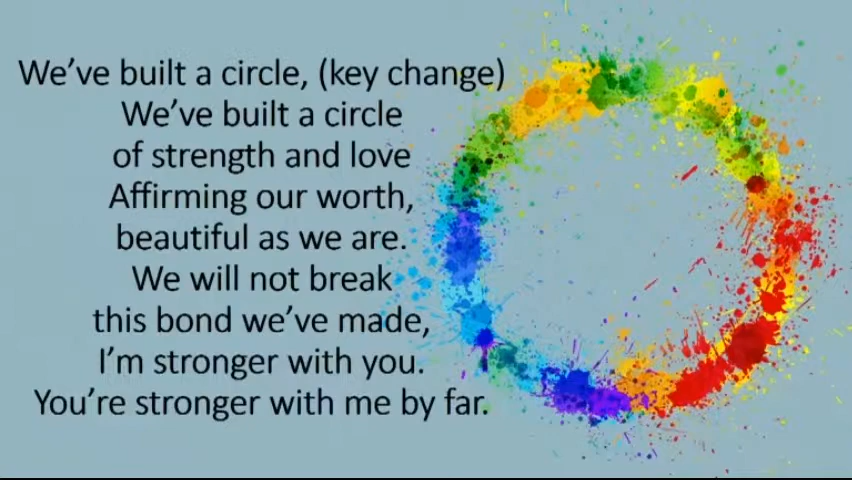 We’ve built a circle, (key change)
We’ve built a circle
of strength and love
Affirming our worth,
beautiful as we are.
We will not break
this bond we’ve made,
I’m stronger with you.
You’re stronger with me by far.